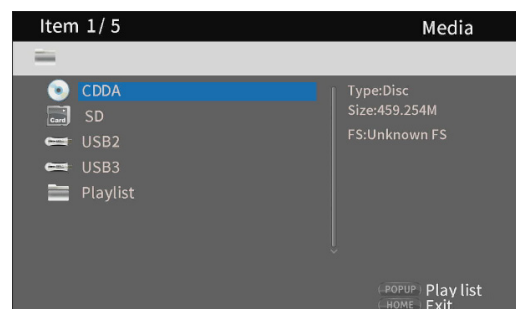 Item 1/ 5 Media
CDDA
SD
USB2
USB3
Playlist
Type:Disc
Size:459.254M
FS:Unknown FS
POPUP Play list
HOME Exit
Card